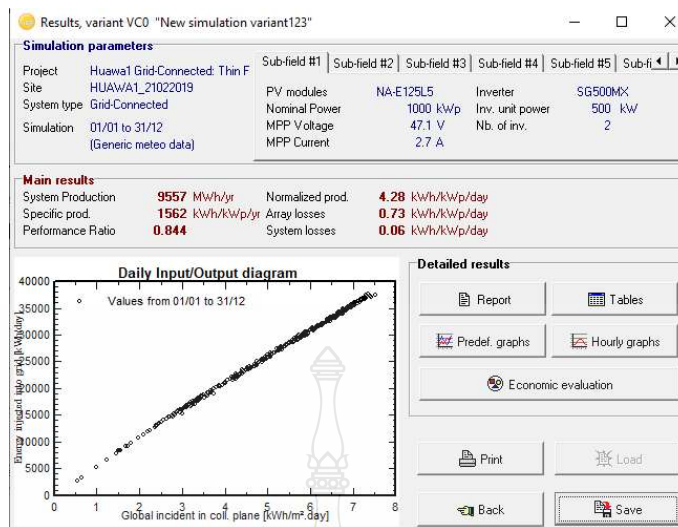 Results, variant VC0 "New simulation variant123"
Simulation parameters
Project Huawa1 Grid-Connected: Thin F
Site HUAWA1_21022019
System type Grid-Connected
Simulation 01/01 to 31/12
(Generic meteo data)
Sub-field #1 Sub-field #2 Sub-field #3 Sub-field #4 Sub-field #5 Sub-fi
PV modules NA-E125L5 Inverter SG500MX
Nominal Power 1000 kWp Inv. unit power 500 kW
MPP Voltage 47.1 V Nb. of inv. 2
MPP Current 2.7 A
Main results
System Production 9557 MWh/yr Normalized prod. 4.28 kWh/kWp/day
Specific prod. 1562 kWh/kWp/yr Array losses 0.73 kWh/kWp/day
Performance Ratio 0.844 System losses 0.06 kWh/kWp/day
Daily Input/Output diagram
Values from 01/01 to 31/12
40000
35000
30000
25000
20000
15000
10000
5000
0
Energy injected into grid [kWh/day]
0 1 2 3 4 5 6 7 8
Global incident in coll. plane [kWh/m².day]
Detailed results
Report Tables
Predef. graphs Hourly graphs
Economic evaluation
Print Load
Back Save